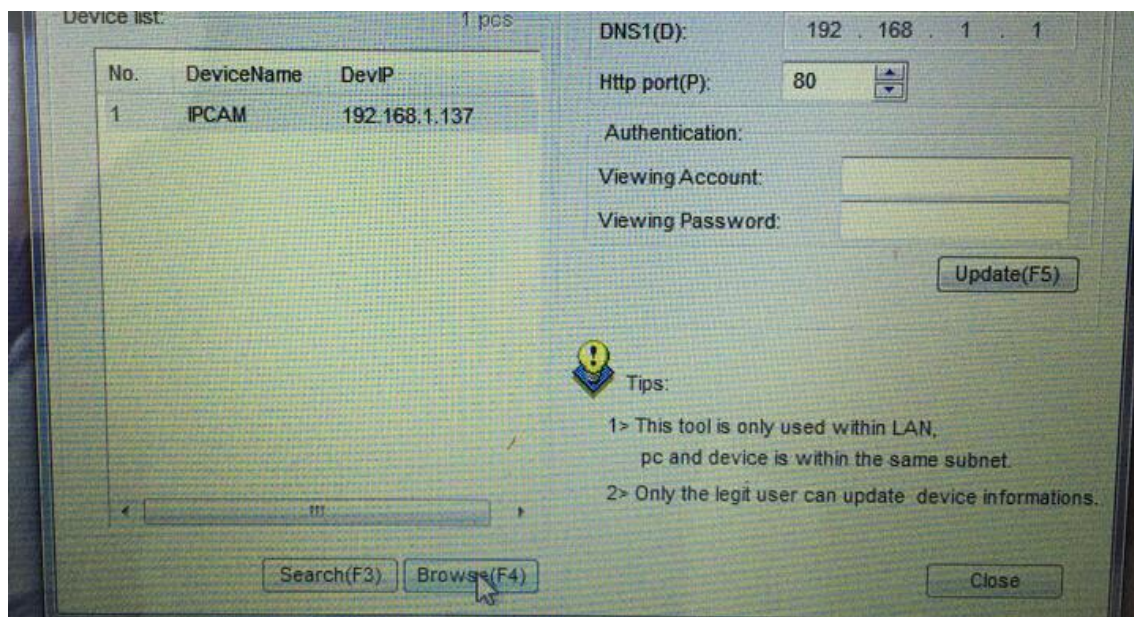 Device list: 1 pcs
No. DeviceName DevIP
1 IPCAM 192.168.1.137
Search(F3) Browse(F4)
DNS1(D): 192 . 168 . 1 . 1
Http port(P): 80
Authentication:
Viewing Account:
Viewing Password:
Update(F5)
Tips:
1> This tool is only used within LAN,
pc and device is within the same subnet.
2> Only the legit user can update device informations.
Close